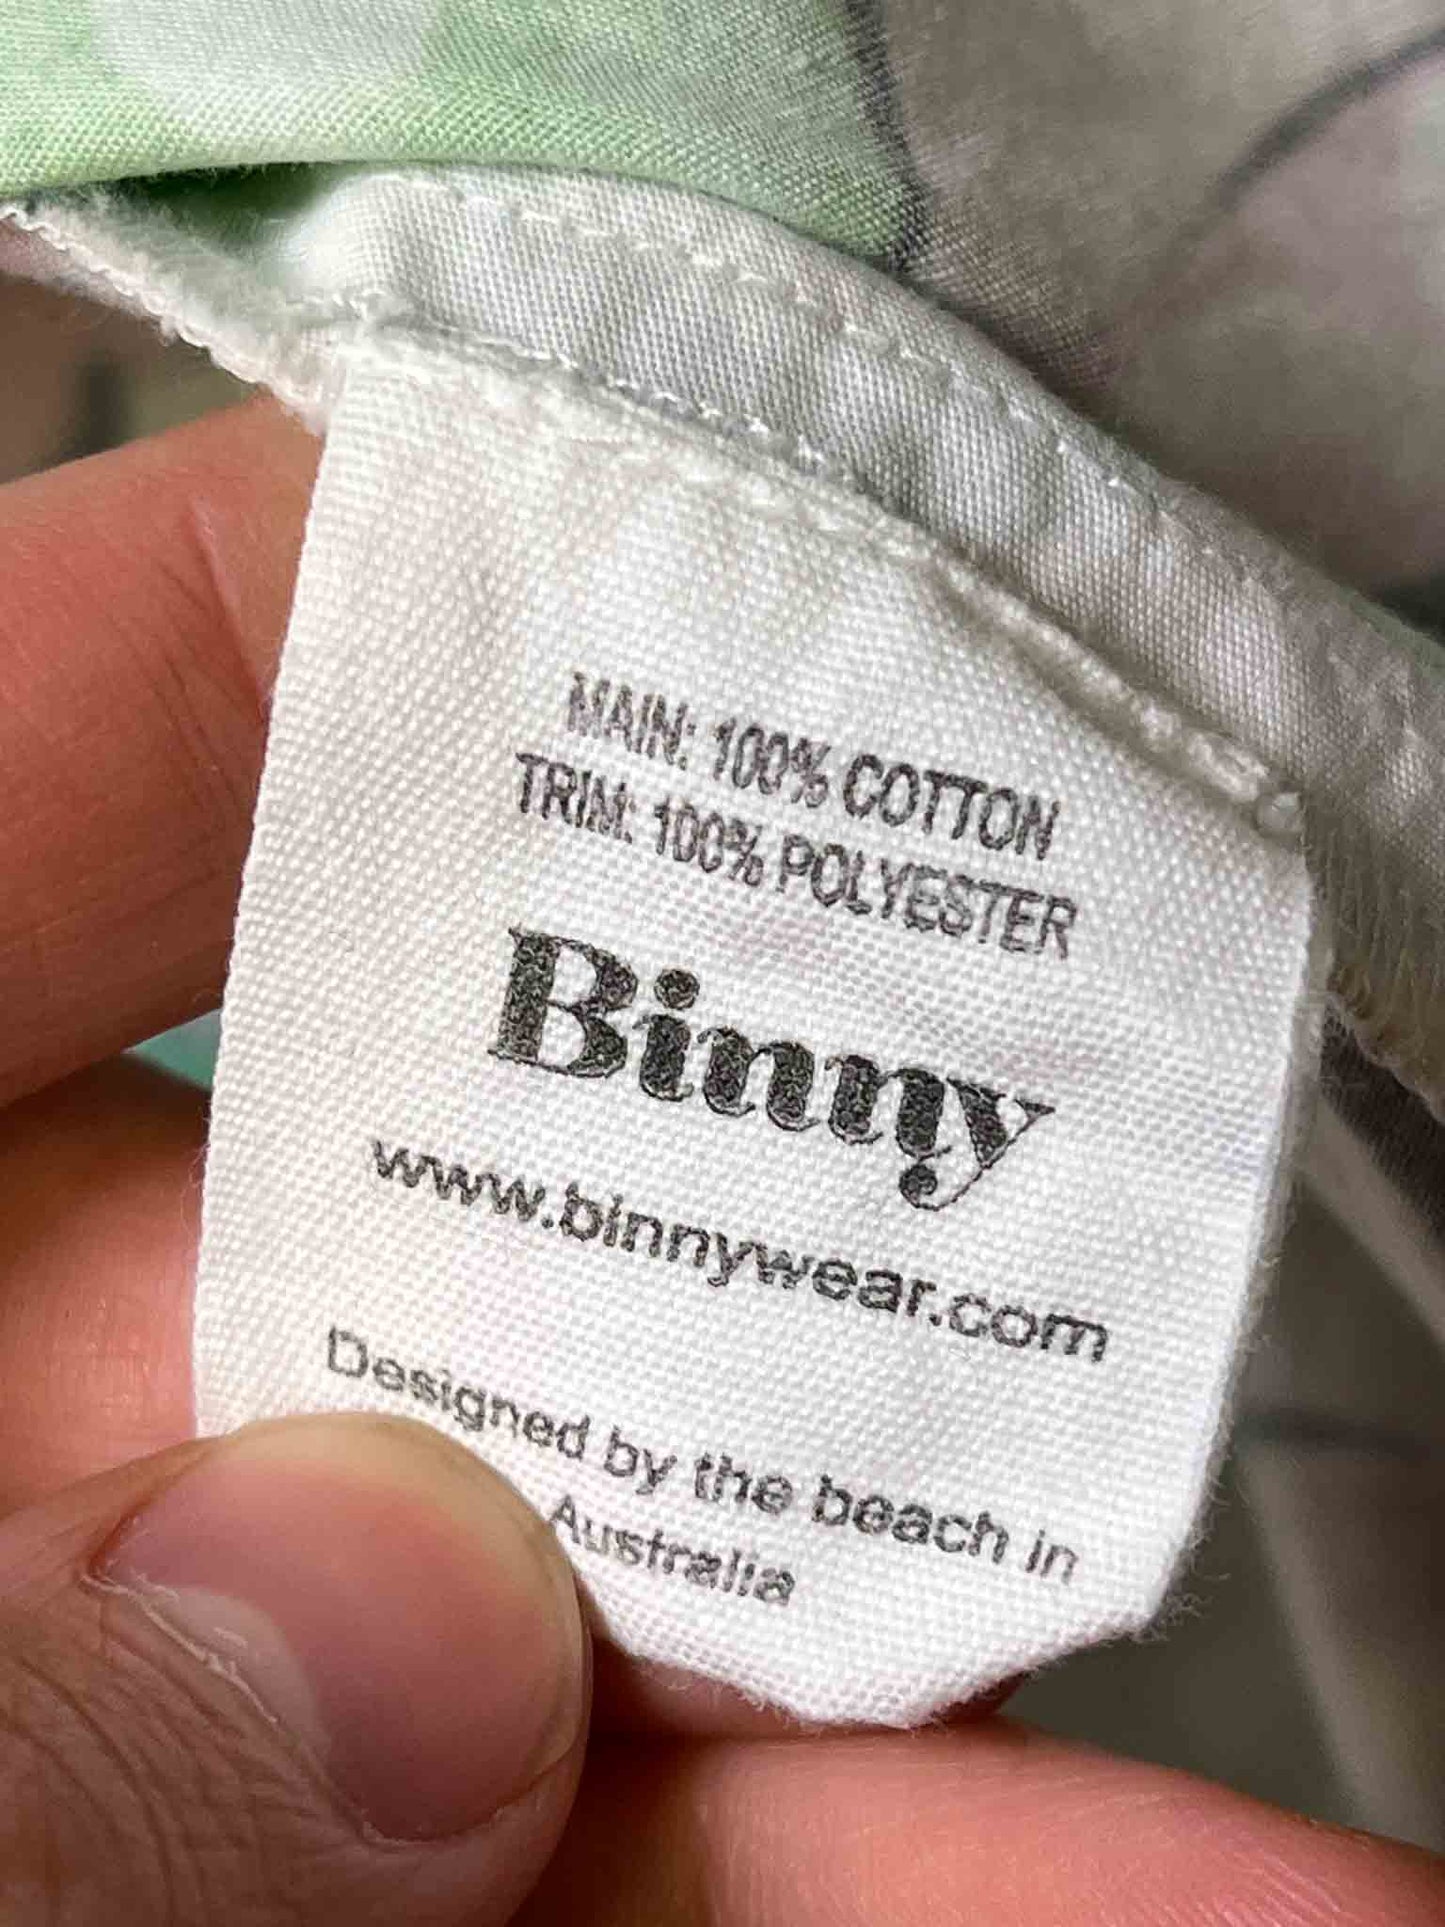 MAIN: 100% COTTON
TRIM: 100% POLYESTER
Binny
www.binnywear.com
Designed by the beach in
Australia